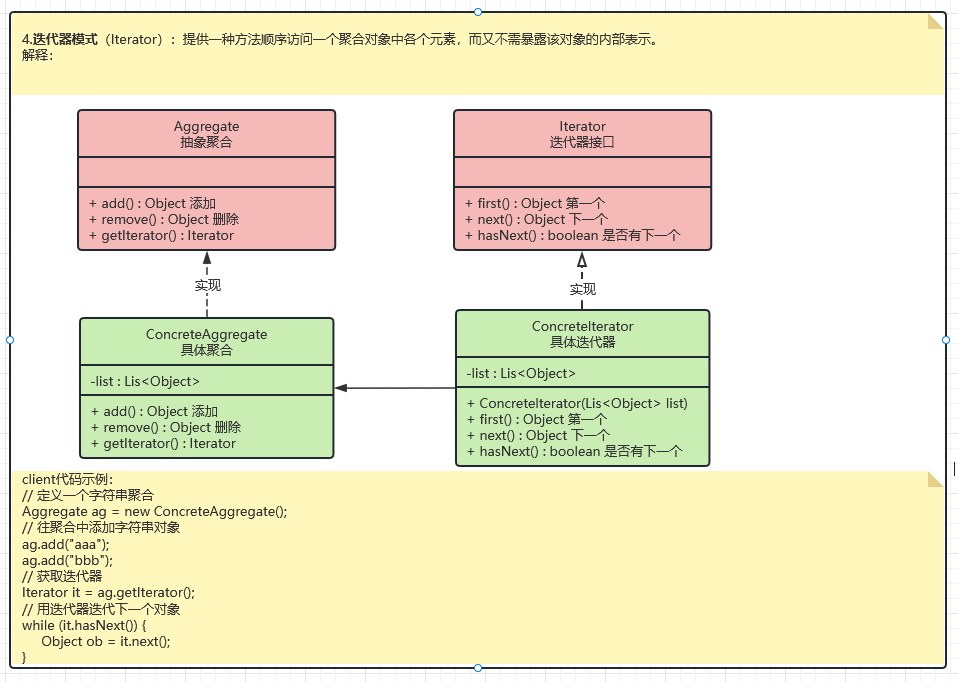 4.迭代器模式（Iterator）：提供一种方法顺序访问一个聚合对象中各个元素，而又不需暴露该对象的内部表示。
解释：
Aggregate
抽象聚合
+ add() : Object 添加
+ remove() : Object 删除
+ getIterator() : Iterator
Iterator
迭代器接口
+ first() : Object 第一个
+ next() : Object 下一个
+ hasNext() : boolean 是否有下一个
实现
实现
ConcreteAggregate
具体聚合
-list : Lis<Object>
+ add() : Object 添加
+ remove() : Object 删除
+ getIterator() : Iterator
ConcreteIterator
具体迭代器
-list : Lis<Object>
+ ConcreteIterator(Lis<Object> list)
+ first() : Object 第一个
+ next() : Object 下一个
+ hasNext() : boolean 是否有下一个
client代码示例：
// 定义一个字符串聚合
Aggregate ag = new ConcreteAggregate();
// 往聚合中添加字符串对象
ag.add("aaa");
ag.add("bbb");
// 获取迭代器
Iterator it = ag.getIterator();
// 用迭代器迭代下一个对象
while (it.hasNext()) {
Object ob = it.next();
}